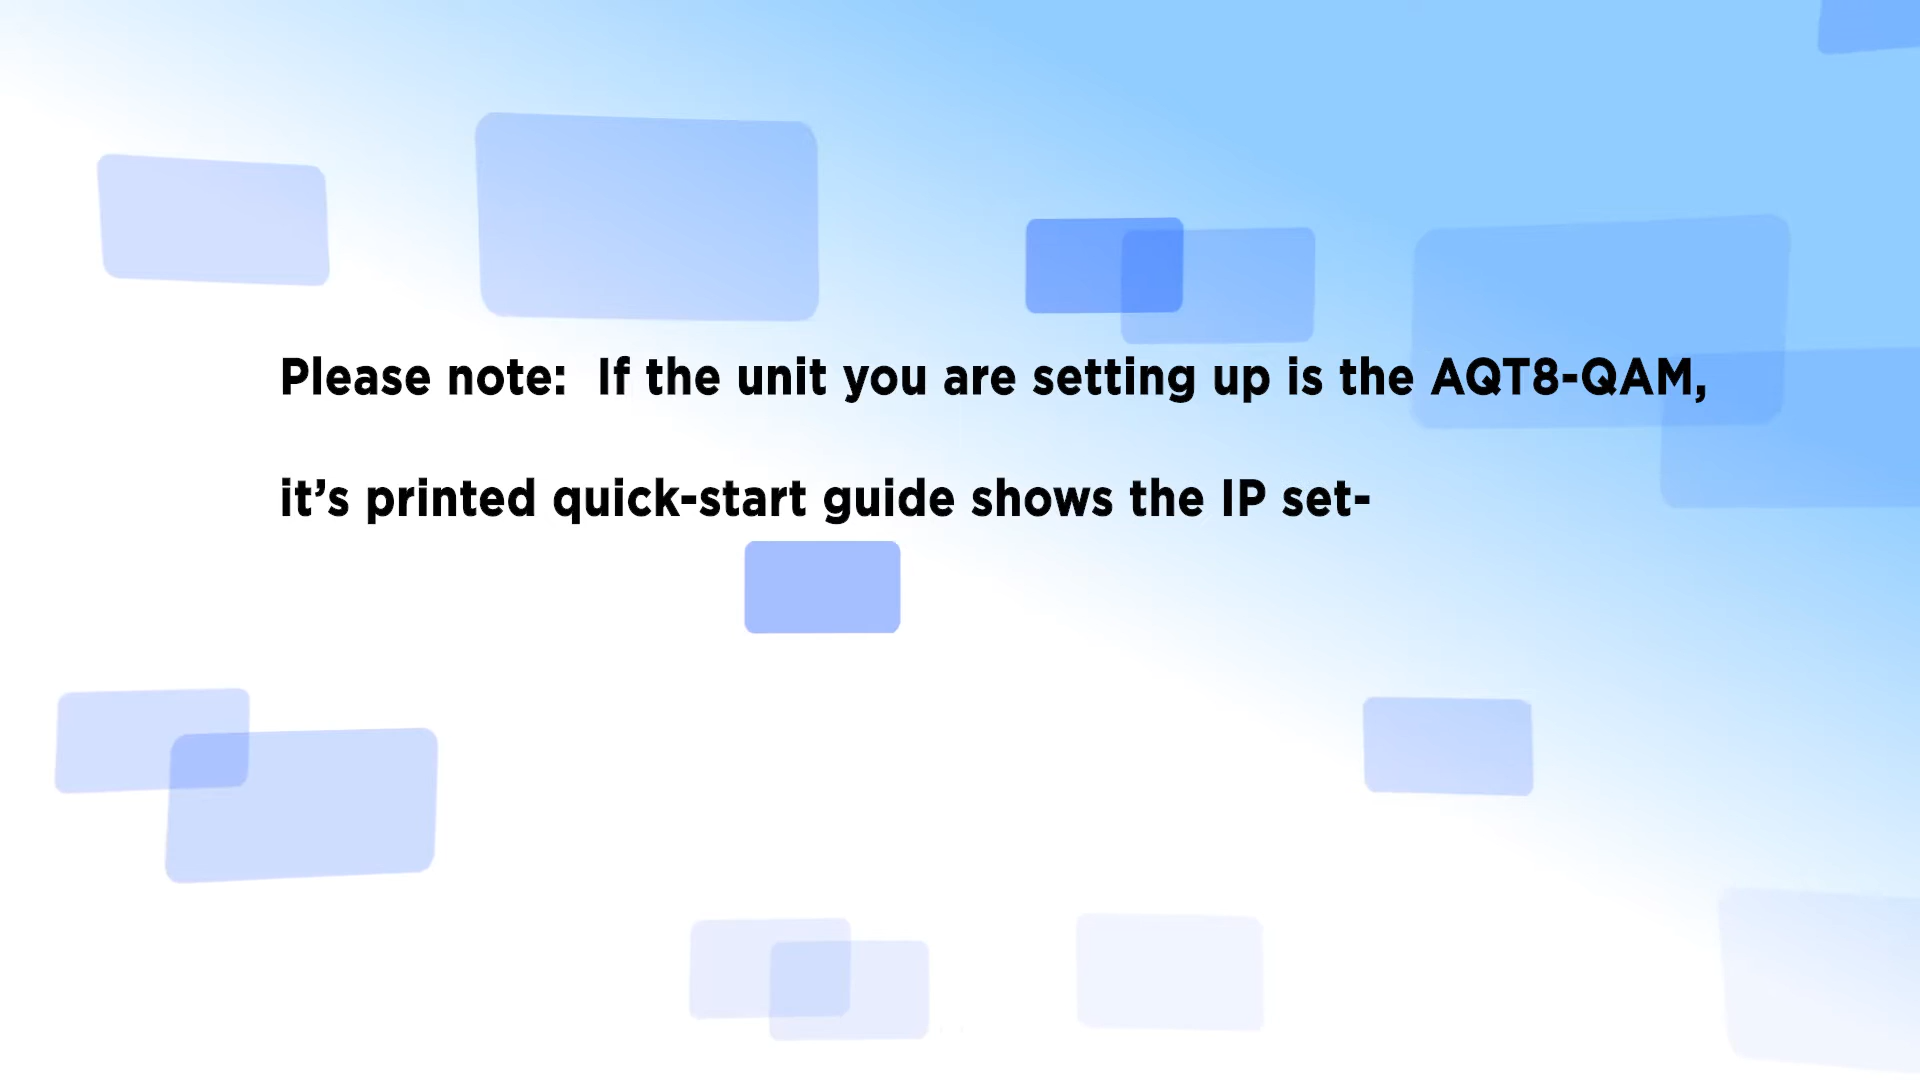 Please note:  If the unit you are setting up is the AQT8-QAM,
it’s printed quick-start guide shows the IP set-